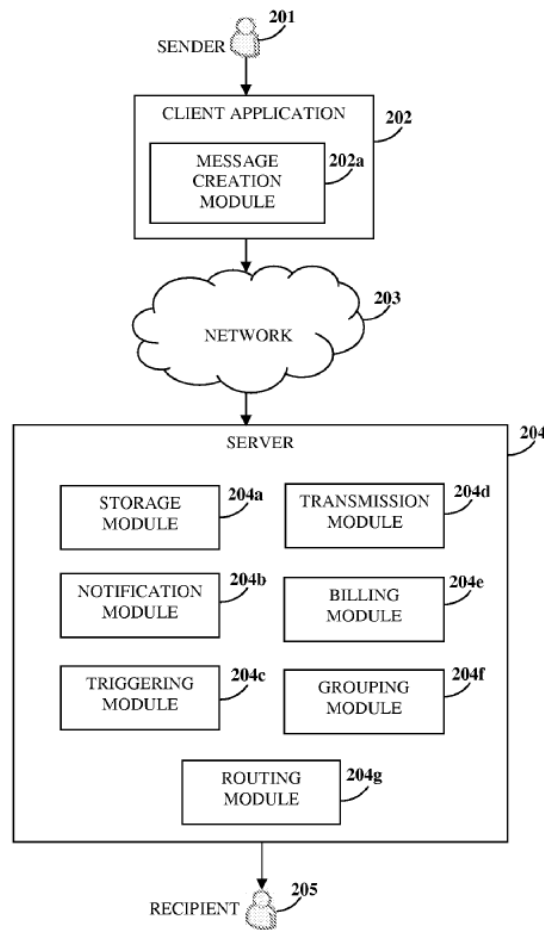 201
SENDER
CLIENT APPLICATION
202
MESSAGE
CREATION
MODULE
202a
203
NETWORK
SERVER
204
STORAGE
MODULE
204a
TRANSMISSION
MODULE
204d
NOTIFICATION
MODULE
204b
BILLING
MODULE
204e
TRIGGERING
MODULE
204c
GROUPING
MODULE
204f
ROUTING
MODULE
204g
RECIPIENT
205